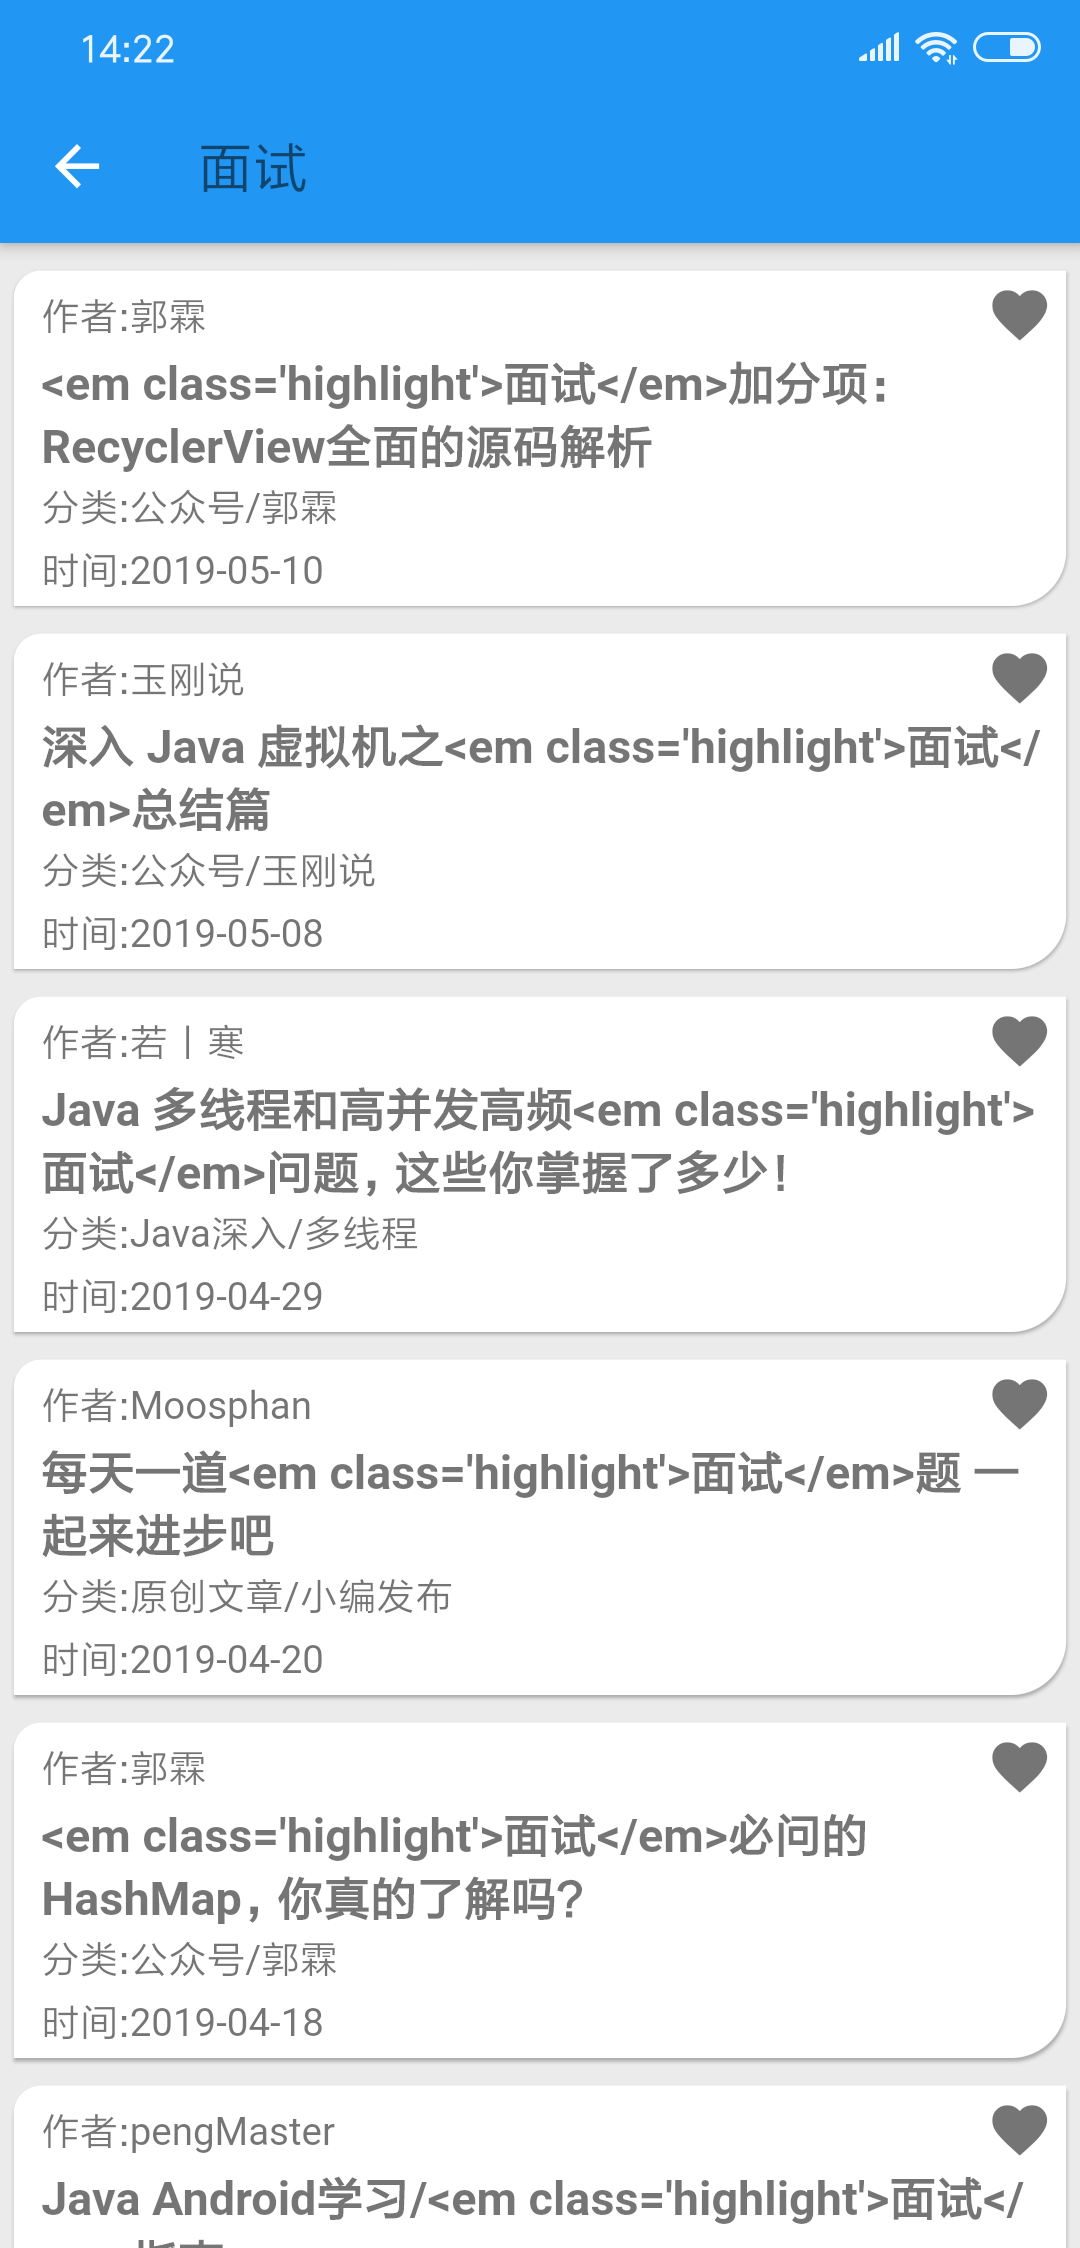 14:22
面试
作者:郭霖
<em class='highlight'>面试</em>加分项：
RecyclerView全面的源码解析
分类:公众号/郭霖
时间:2019-05-10
作者:玉刚说
深入 Java 虚拟机之<em class='highlight'>面试</
em>总结篇
分类:公众号/玉刚说
时间:2019-05-08
作者:若丨寒
Java 多线程和高并发高频<em class='highlight'>
面试</em>问题，这些你掌握了多少！
分类:Java深入/多线程
时间:2019-04-29
作者:Moosphan
每天一道<em class='highlight'>面试</em>题 一
起来进步吧
分类:原创文章/小编发布
时间:2019-04-20
作者:郭霖
<em class='highlight'>面试</em>必问的
HashMap，你真的了解吗？
分类:公众号/郭霖
时间:2019-04-18
作者:pengMaster
Java Android学习/<em class='highlight'>面试</